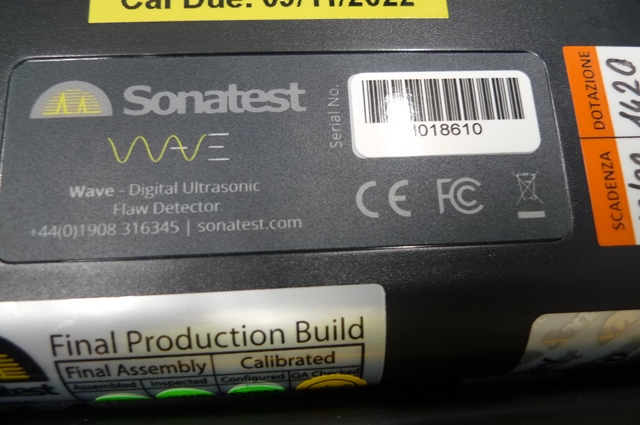 Cal Due: 09/11/2022
Sonatest
WAVE
Wave - Digital Ultrasonic
Flaw Detector
+44(0)1908 316345 | sonatest.com
Serial No.
018610
CE FC
DOTAZIONE
1420
SCADENZA
Final Production Build
Final Assembly
Calibrated
Assembled
Inspected
Configured
QA Checked